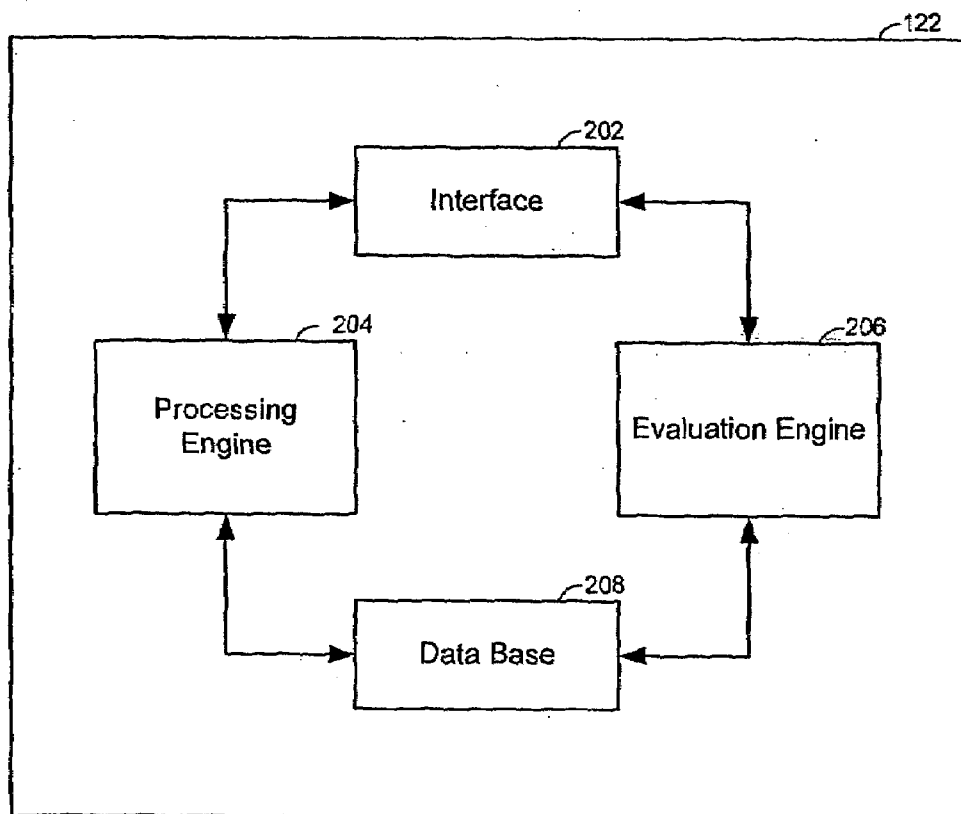 122
202
Interface
204
206
Processing
Engine
Evaluation Engine
208
Data Base